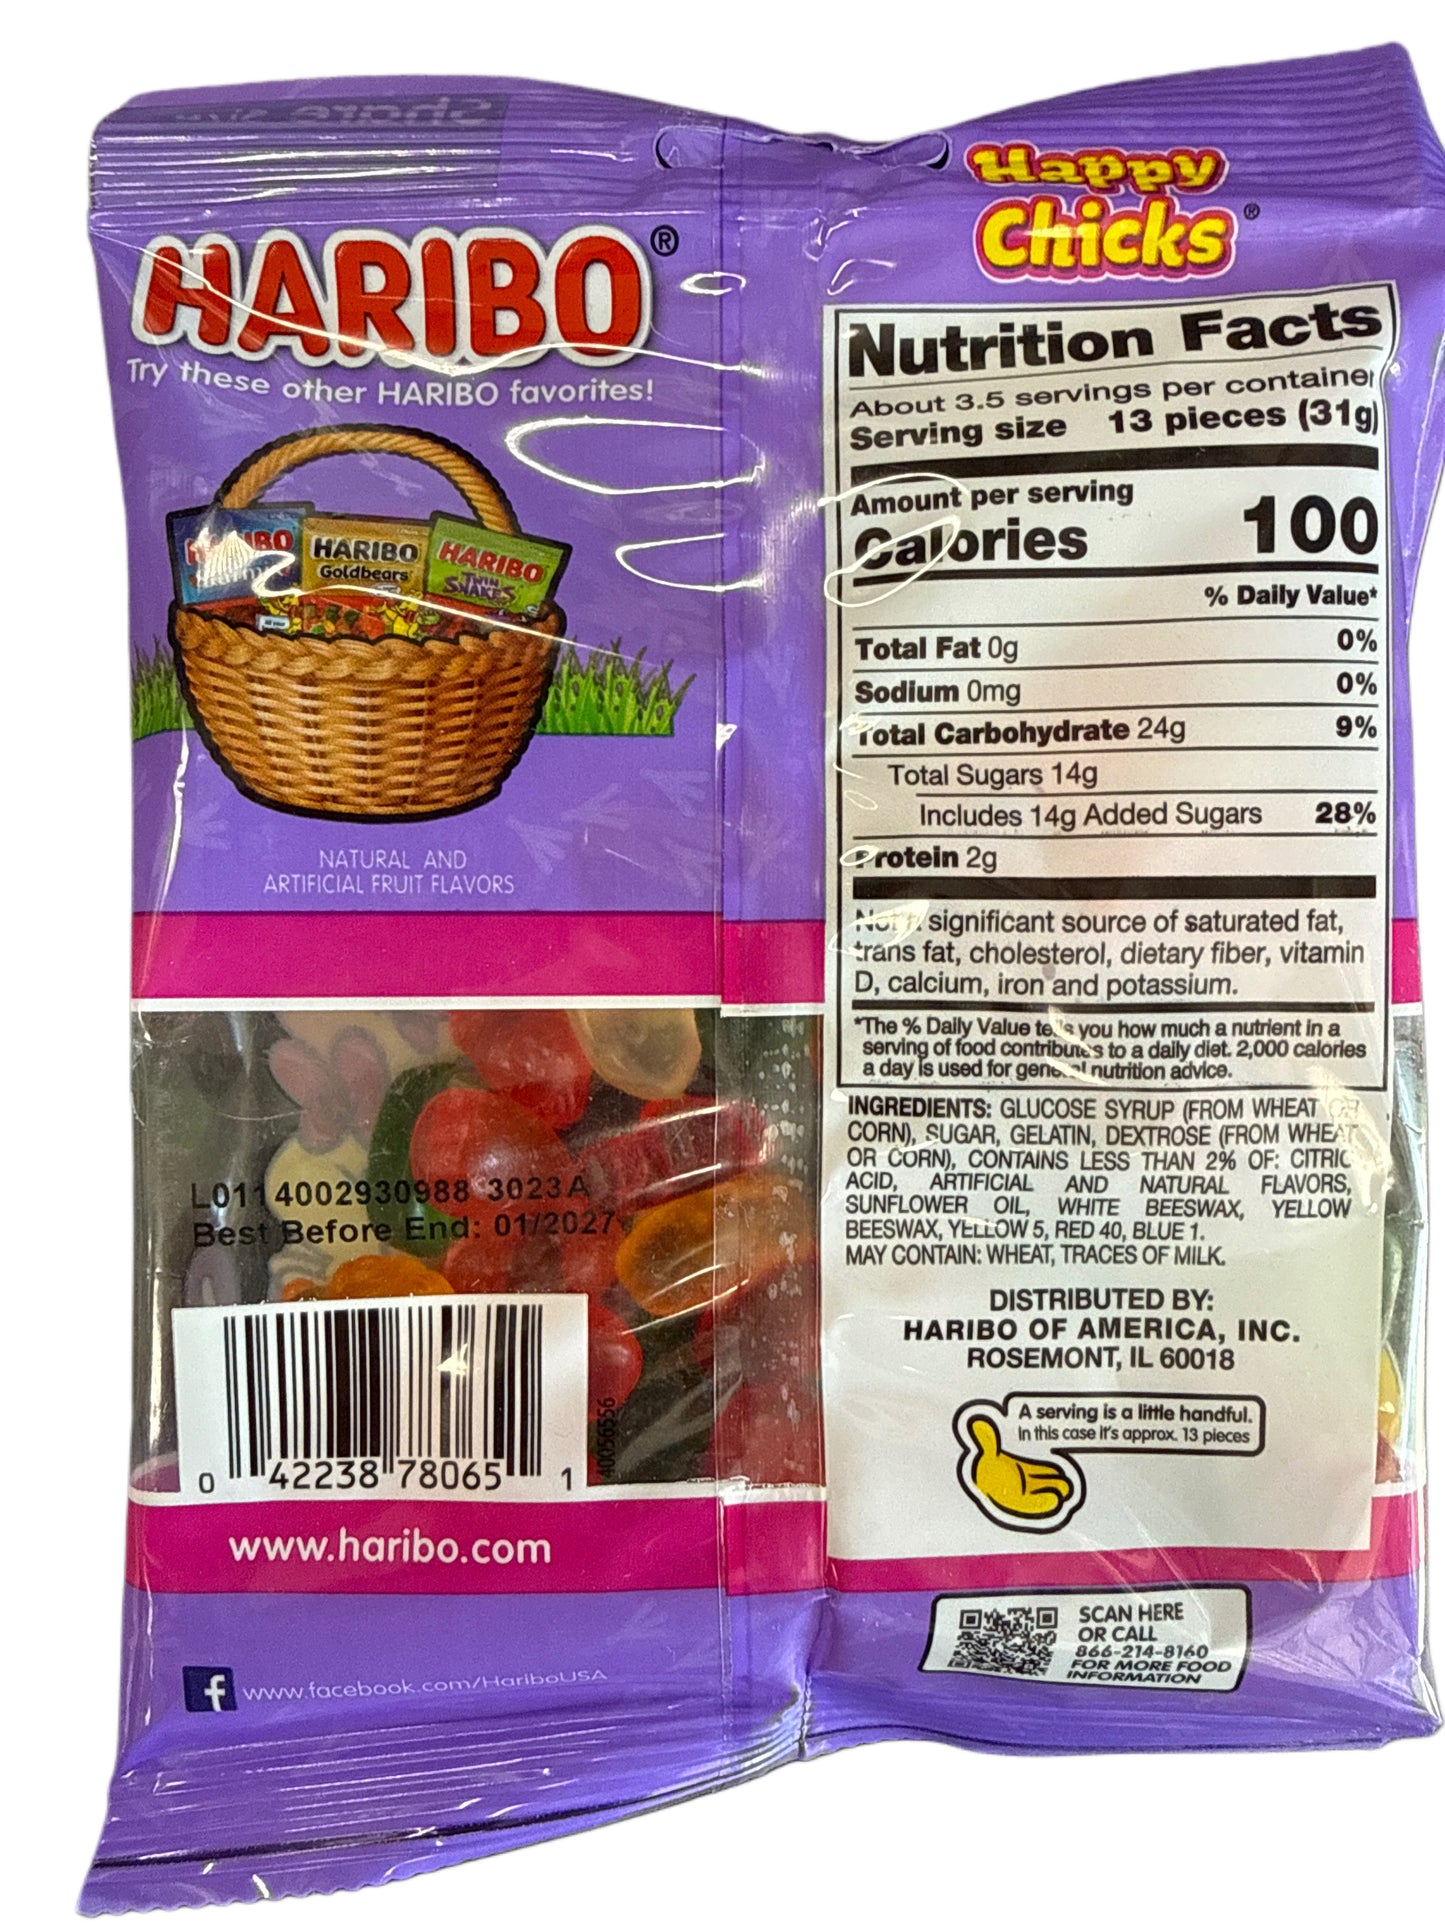 HARIBO®
Try these other HARIBO favorites!
HARIBO
Goldbears
HARIBO
TWIN
SNAKES
NATURAL AND
ARTIFICIAL FRUIT FLAVORS
L0114002930988 3023A
Best Before End: 01/2027
0 42238 78065 1
40056556
www.haribo.com
f www.facebook.com/HariboUSA
Happy
Chicks®
Nutrition Facts
About 3.5 servings per container
Serving size 13 pieces (31g)
Amount per serving
Calories 100
% Daily Value*
Total Fat 0g 0%
Sodium 0mg 0%
Total Carbohydrate 24g 9%
Total Sugars 14g
Includes 14g Added Sugars 28%
Protein 2g
Not a significant source of saturated fat,
trans fat, cholesterol, dietary fiber, vitamin
D, calcium, iron and potassium.
*The % Daily Value tells you how much a nutrient in a
serving of food contributes to a daily diet. 2,000 calories
a day is used for general nutrition advice.
INGREDIENTS: GLUCOSE SYRUP (FROM WHEAT OR
CORN), SUGAR, GELATIN, DEXTROSE (FROM WHEAT
OR CORN), CONTAINS LESS THAN 2% OF: CITRIC
ACID, ARTIFICIAL AND NATURAL FLAVORS,
SUNFLOWER OIL, WHITE BEESWAX, YELLOW
BEESWAX, YELLOW 5, RED 40, BLUE 1.
MAY CONTAIN: WHEAT, TRACES OF MILK.
DISTRIBUTED BY:
HARIBO OF AMERICA, INC.
ROSEMONT, IL 60018
A serving is a little handful.
In this case it's approx. 13 pieces
SCAN HERE
OR CALL
866-214-8160
FOR MORE FOOD
INFORMATION